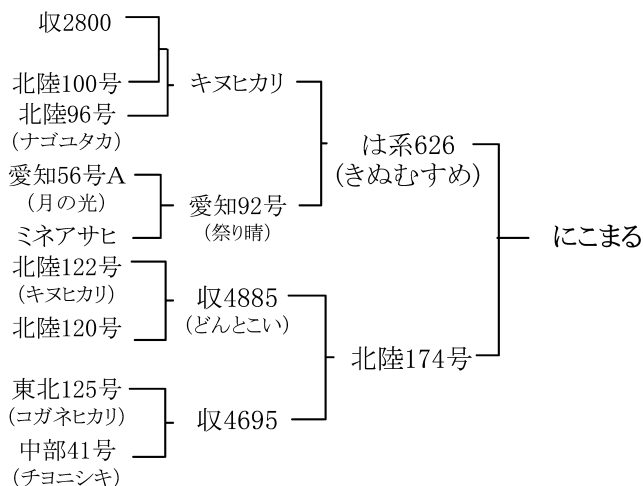 収2800
北陸100号
北陸96号
(ナゴユタカ)
キヌヒカリ
愛知56号A
(月の光)
ミネアサヒ
愛知92号
(祭り晴)
は系626
(きぬむすめ)
北陸122号
(キヌヒカリ)
北陸120号
収4885
(どんとこい)
東北125号
(コガネヒカリ)
中部41号
(チヨニシキ)
収4695
北陸174号
にこまる